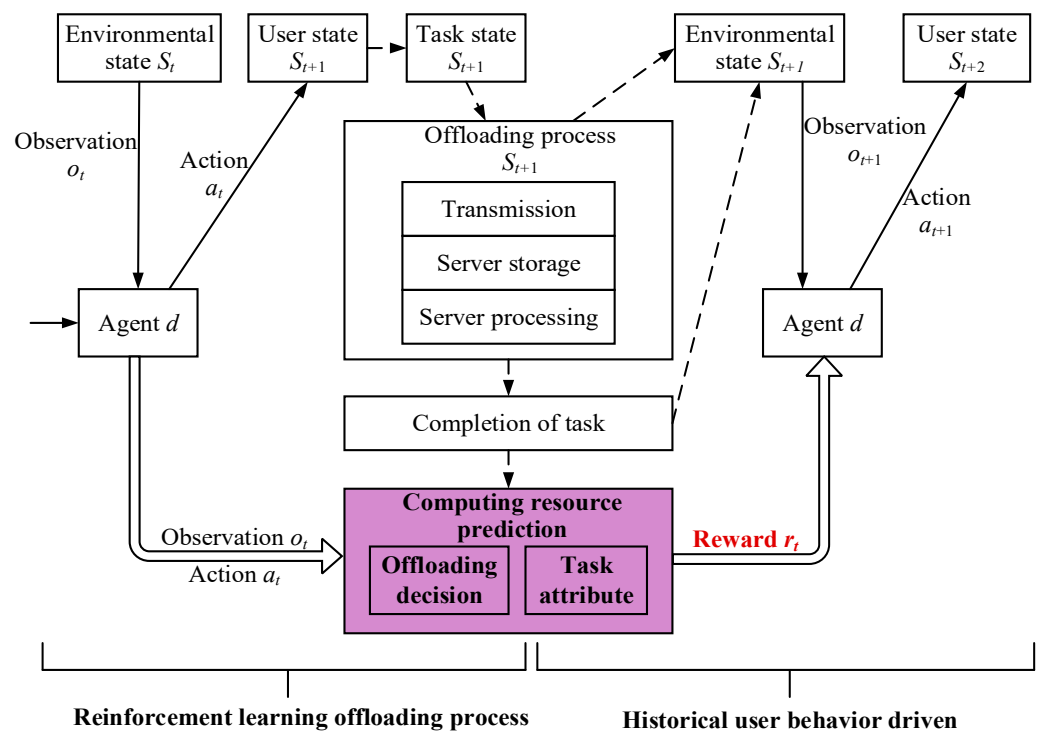 Environmental
state S_t
User state
S_{t+1}
Task state
S_{t+1}
Environmental
state S_{t+1}
User state
S_{t+2}
Observation
o_t
Action
a_t
Offloading process
S_{t+1}
Transmission
Server storage
Server processing
Observation
o_{t+1}
Action
a_{t+1}
Agent d
Agent d
Completion of task
Computing resource
prediction
Offloading
decision
Task
attribute
Observation o_t
Action a_t
Reward r_t
Reinforcement learning offloading process
Historical user behavior driven